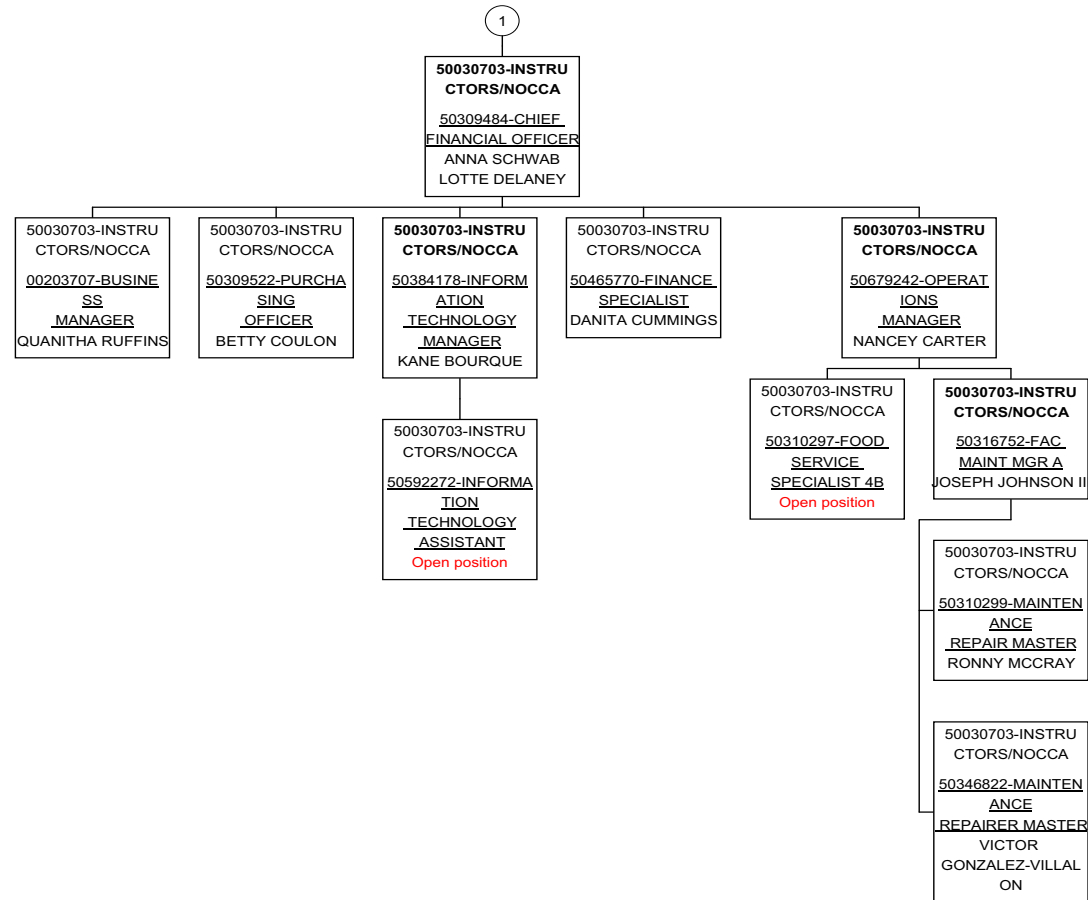 1
50030703-INSTRU
CTORS/NOCCA
50309484-CHIEF
FINANCIAL OFFICER
ANNA SCHWAB
LOTTE DELANEY
50030703-INSTRU
CTORS/NOCCA
00203707-BUSINE
SS
MANAGER
QUANITHA RUFFINS
50030703-INSTRU
CTORS/NOCCA
50309522-PURCHA
SING
OFFICER
BETTY COULON
50030703-INSTRU
CTORS/NOCCA
50384178-INFORM
ATION
TECHNOLOGY
MANAGER
KANE BOURQUE
50030703-INSTRU
CTORS/NOCCA
50465770-FINANCE
SPECIALIST
DANITA CUMMINGS
50030703-INSTRU
CTORS/NOCCA
50679242-OPERAT
IONS
MANAGER
NANCEY CARTER
50030703-INSTRU
CTORS/NOCCA
50592272-INFORMA
TION
TECHNOLOGY
ASSISTANT
Open position
50030703-INSTRU
CTORS/NOCCA
50310297-FOOD
SERVICE
SPECIALIST 4B
Open position
50030703-INSTRU
CTORS/NOCCA
50316752-FAC
MAINT MGR A
JOSEPH JOHNSON II
50030703-INSTRU
CTORS/NOCCA
50310299-MAINTEN
ANCE
REPAIR MASTER
RONNY MCCRAY
50030703-INSTRU
CTORS/NOCCA
50346822-MAINTEN
ANCE
REPAIRER MASTER
VICTOR
GONZALEZ-VILLAL
ON